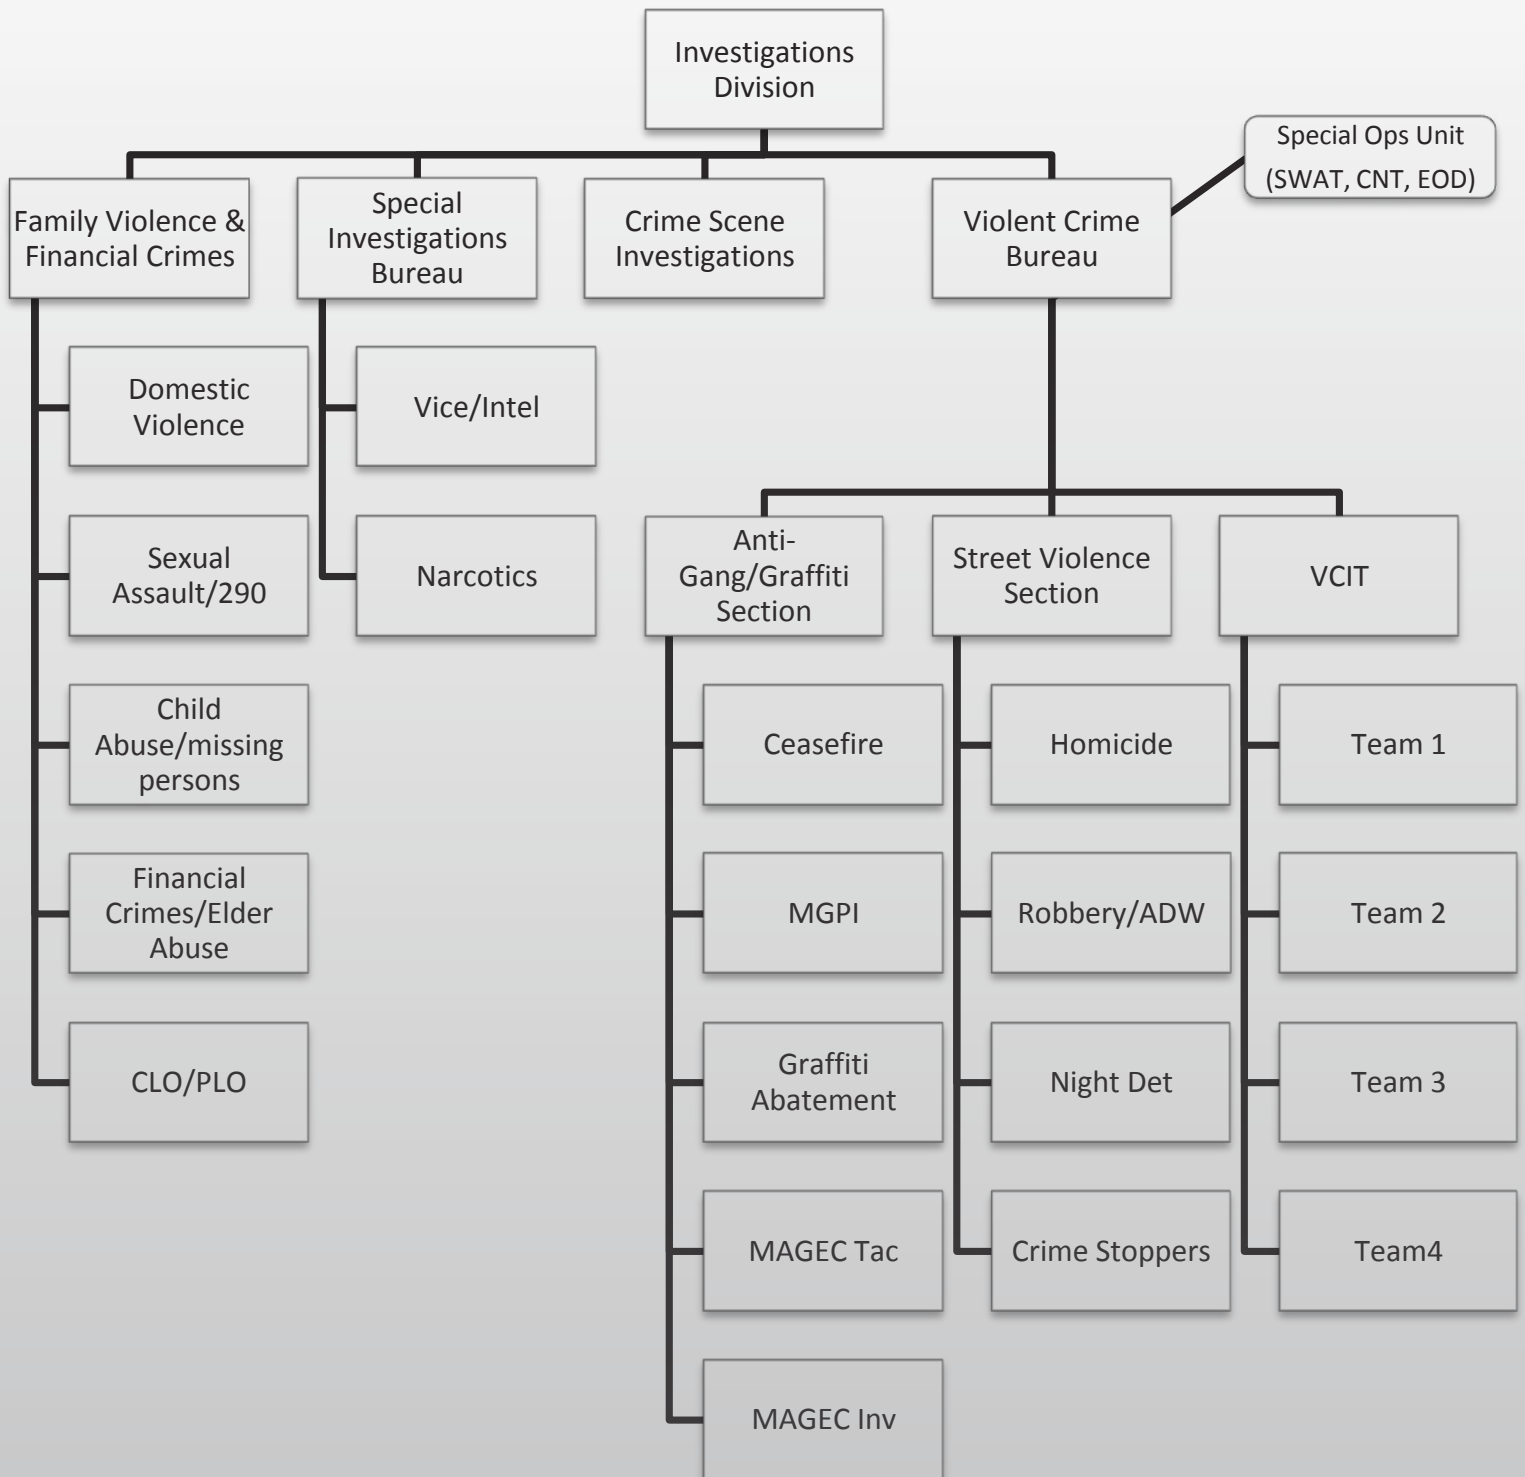 Investigations
Division
Special Ops Unit
(SWAT, CNT, EOD)
Family Violence &
Financial Crimes
Special
Investigations
Bureau
Crime Scene
Investigations
Violent Crime
Bureau
Domestic
Violence
Sexual
Assault/290
Child
Abuse/missing
persons
Financial
Crimes/Elder
Abuse
CLO/PLO
Vice/Intel
Narcotics
Anti-
Gang/Graffiti
Section
Ceasefire
MGPI
Graffiti
Abatement
MAGEC Tac
MAGEC Inv
Street Violence
Section
Homicide
Robbery/ADW
Night Det
Crime Stoppers
VCIT
Team 1
Team 2
Team 3
Team4